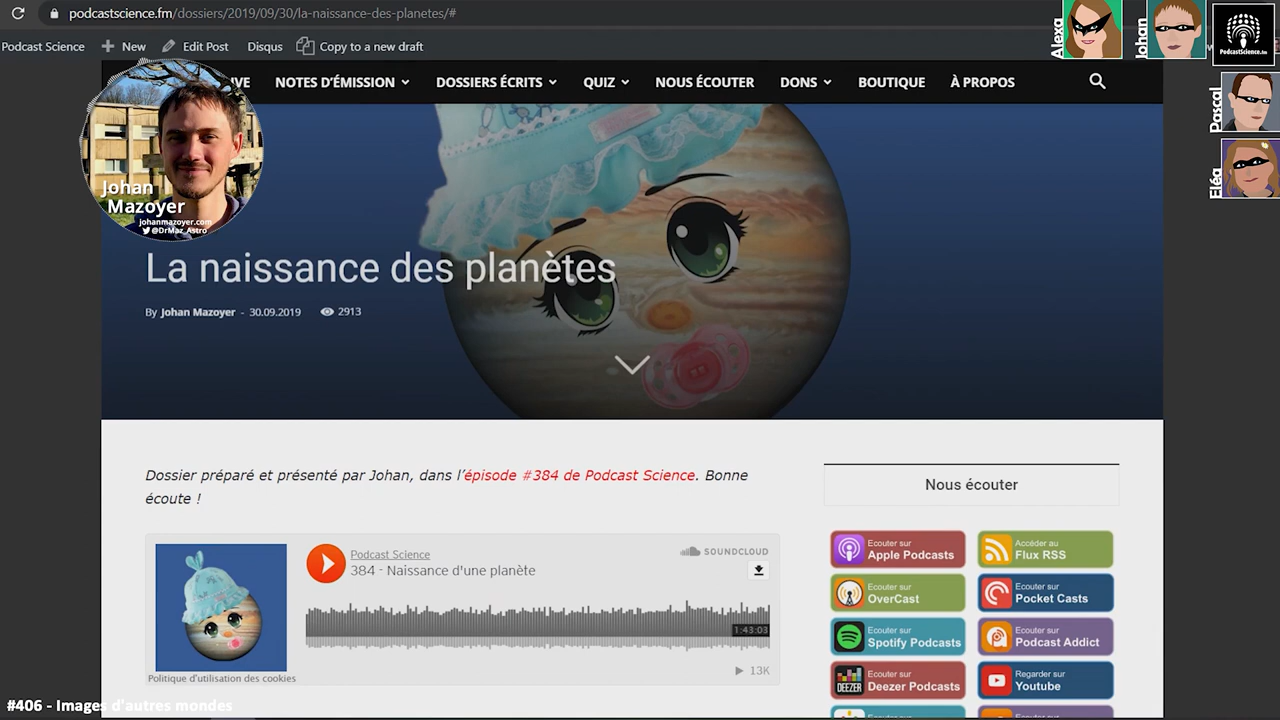 podcastscience.fm/dossiers/2019/09/30/la-naissance-des-planetes/#
Podcast Science
New
Edit Post
Disqus
Copy to a new draft
Alexa
Johan
PodcastScience.fm
Pascal
Eléa
IVE
NOTES D'ÉMISSION
DOSSIERS ÉCRITS
QUIZ
NOUS ÉCOUTER
DONS
BOUTIQUE
À PROPOS
Johan
Mazoyer
johanmazoyer.com
@DrMaz_Astro
La naissance des planètes
By Johan Mazoyer - 30.09.2019 2913
Dossier préparé et présenté par Johan, dans l'épisode #384 de Podcast Science. Bonne
écoute !
Podcast Science
384 - Naissance d'une planète
SOUNDCLOUD
1:43:03
13K
Politique d'utilisation des cookies
Nous écouter
Ecouter sur
Apple Podcasts
Accéder au
Flux RSS
Ecouter sur
OverCast
Ecouter sur
Pocket Casts
Ecouter sur
Spotify Podcasts
Ecouter sur
Podcast Addict
DEEZER
Ecouter sur
Deezer Podcasts
Regarder sur
Youtube
#406 - Images d'autres mondes